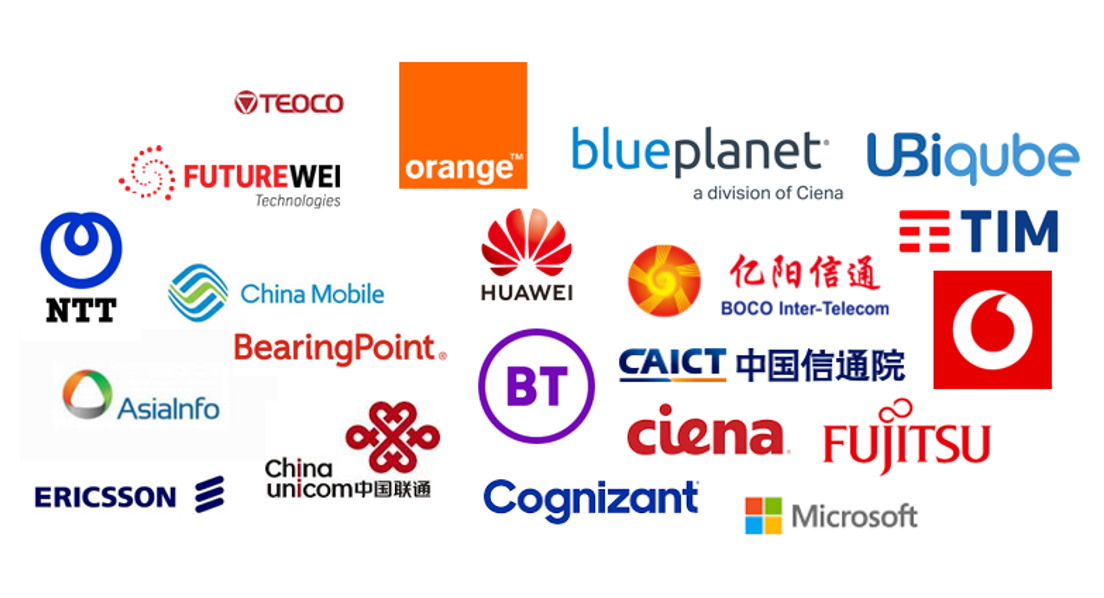 TEOCO
orange™
blueplanet®
a division of Ciena
UBiqube
FUTUREWEI
Technologies
NTT
China Mobile
HUAWEI
亿阳信通
BOCO Inter-Telecom
TIM
BearingPoint®
BT
CAICT 中国信通院
AsiaInfo
China
unicom中国联通
ciena®
FUJITSU
ERICSSON
Cognizant
Microsoft